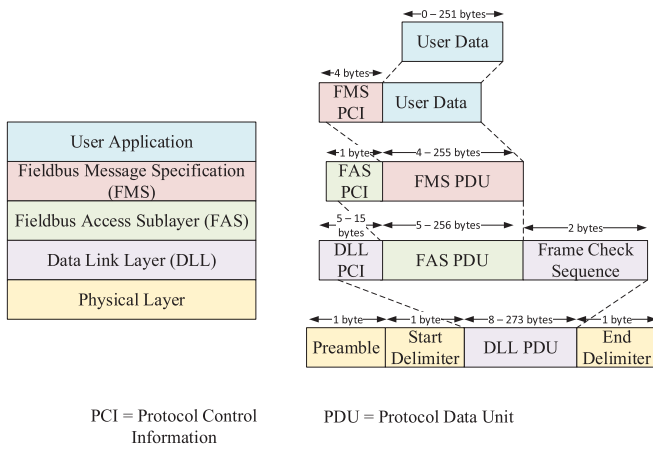 0 – 251 bytes
User Data
4 bytes
FMS
PCI
User Data
User Application
Fieldbus Message Specification
(FMS)
Fieldbus Access Sublayer (FAS)
Data Link Layer (DLL)
Physical Layer
1 byte
4 – 255 bytes
FAS
PCI
FMS PDU
5 – 15
bytes
5 – 256 bytes
2 bytes
DLL
PCI
FAS PDU
Frame Check
Sequence
1 byte
1 byte
8 – 273 bytes
1 byte
Preamble
Start
Delimiter
DLL PDU
End
Delimiter
PCI = Protocol Control
Information
PDU = Protocol Data Unit